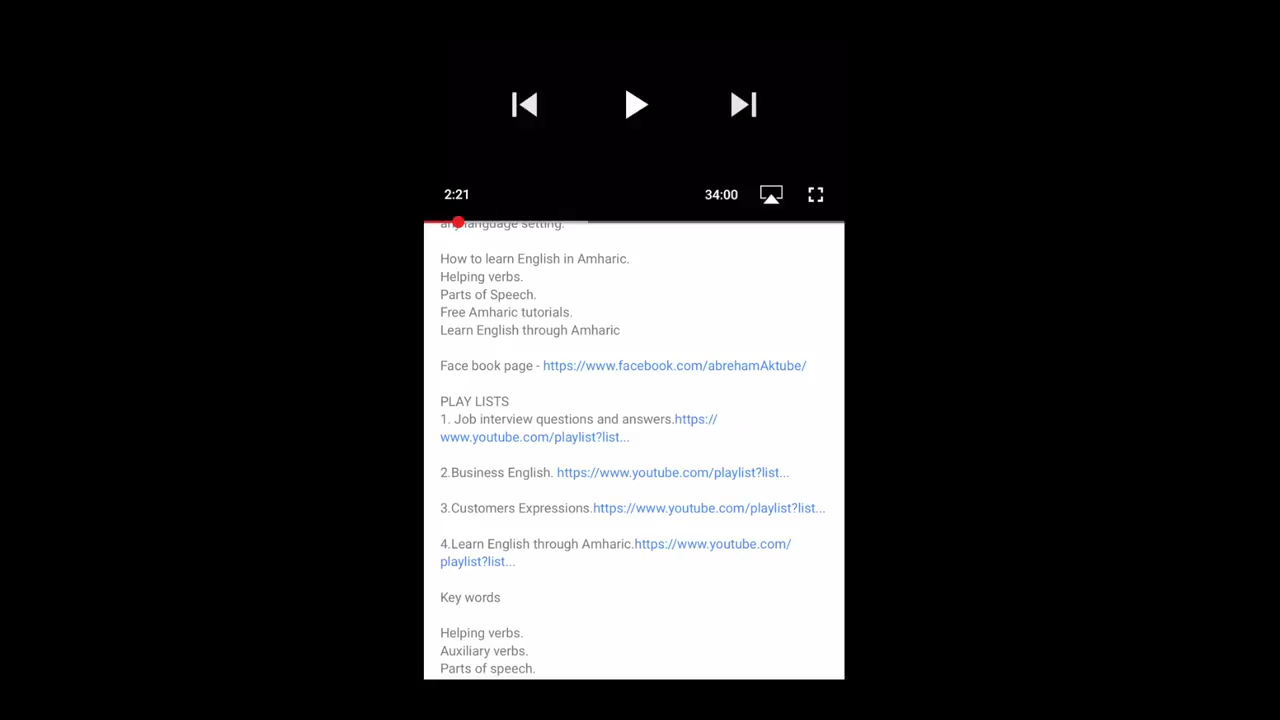 2:21
34:00
any language setting.
How to learn English in Amharic.
Helping verbs.
Parts of Speech.
Free Amharic tutorials.
Learn English through Amharic
Face book page - https://www.facebook.com/abrehamAktube/
PLAY LISTS
1. Job interview questions and answers.https://
www.youtube.com/playlist?list...
2.Business English. https://www.youtube.com/playlist?list...
3.Customers Expressions.https://www.youtube.com/playlist?list...
4.Learn English through Amharic.https://www.youtube.com/
playlist?list...
Key words
Helping verbs.
Auxiliary verbs.
Parts of speech.